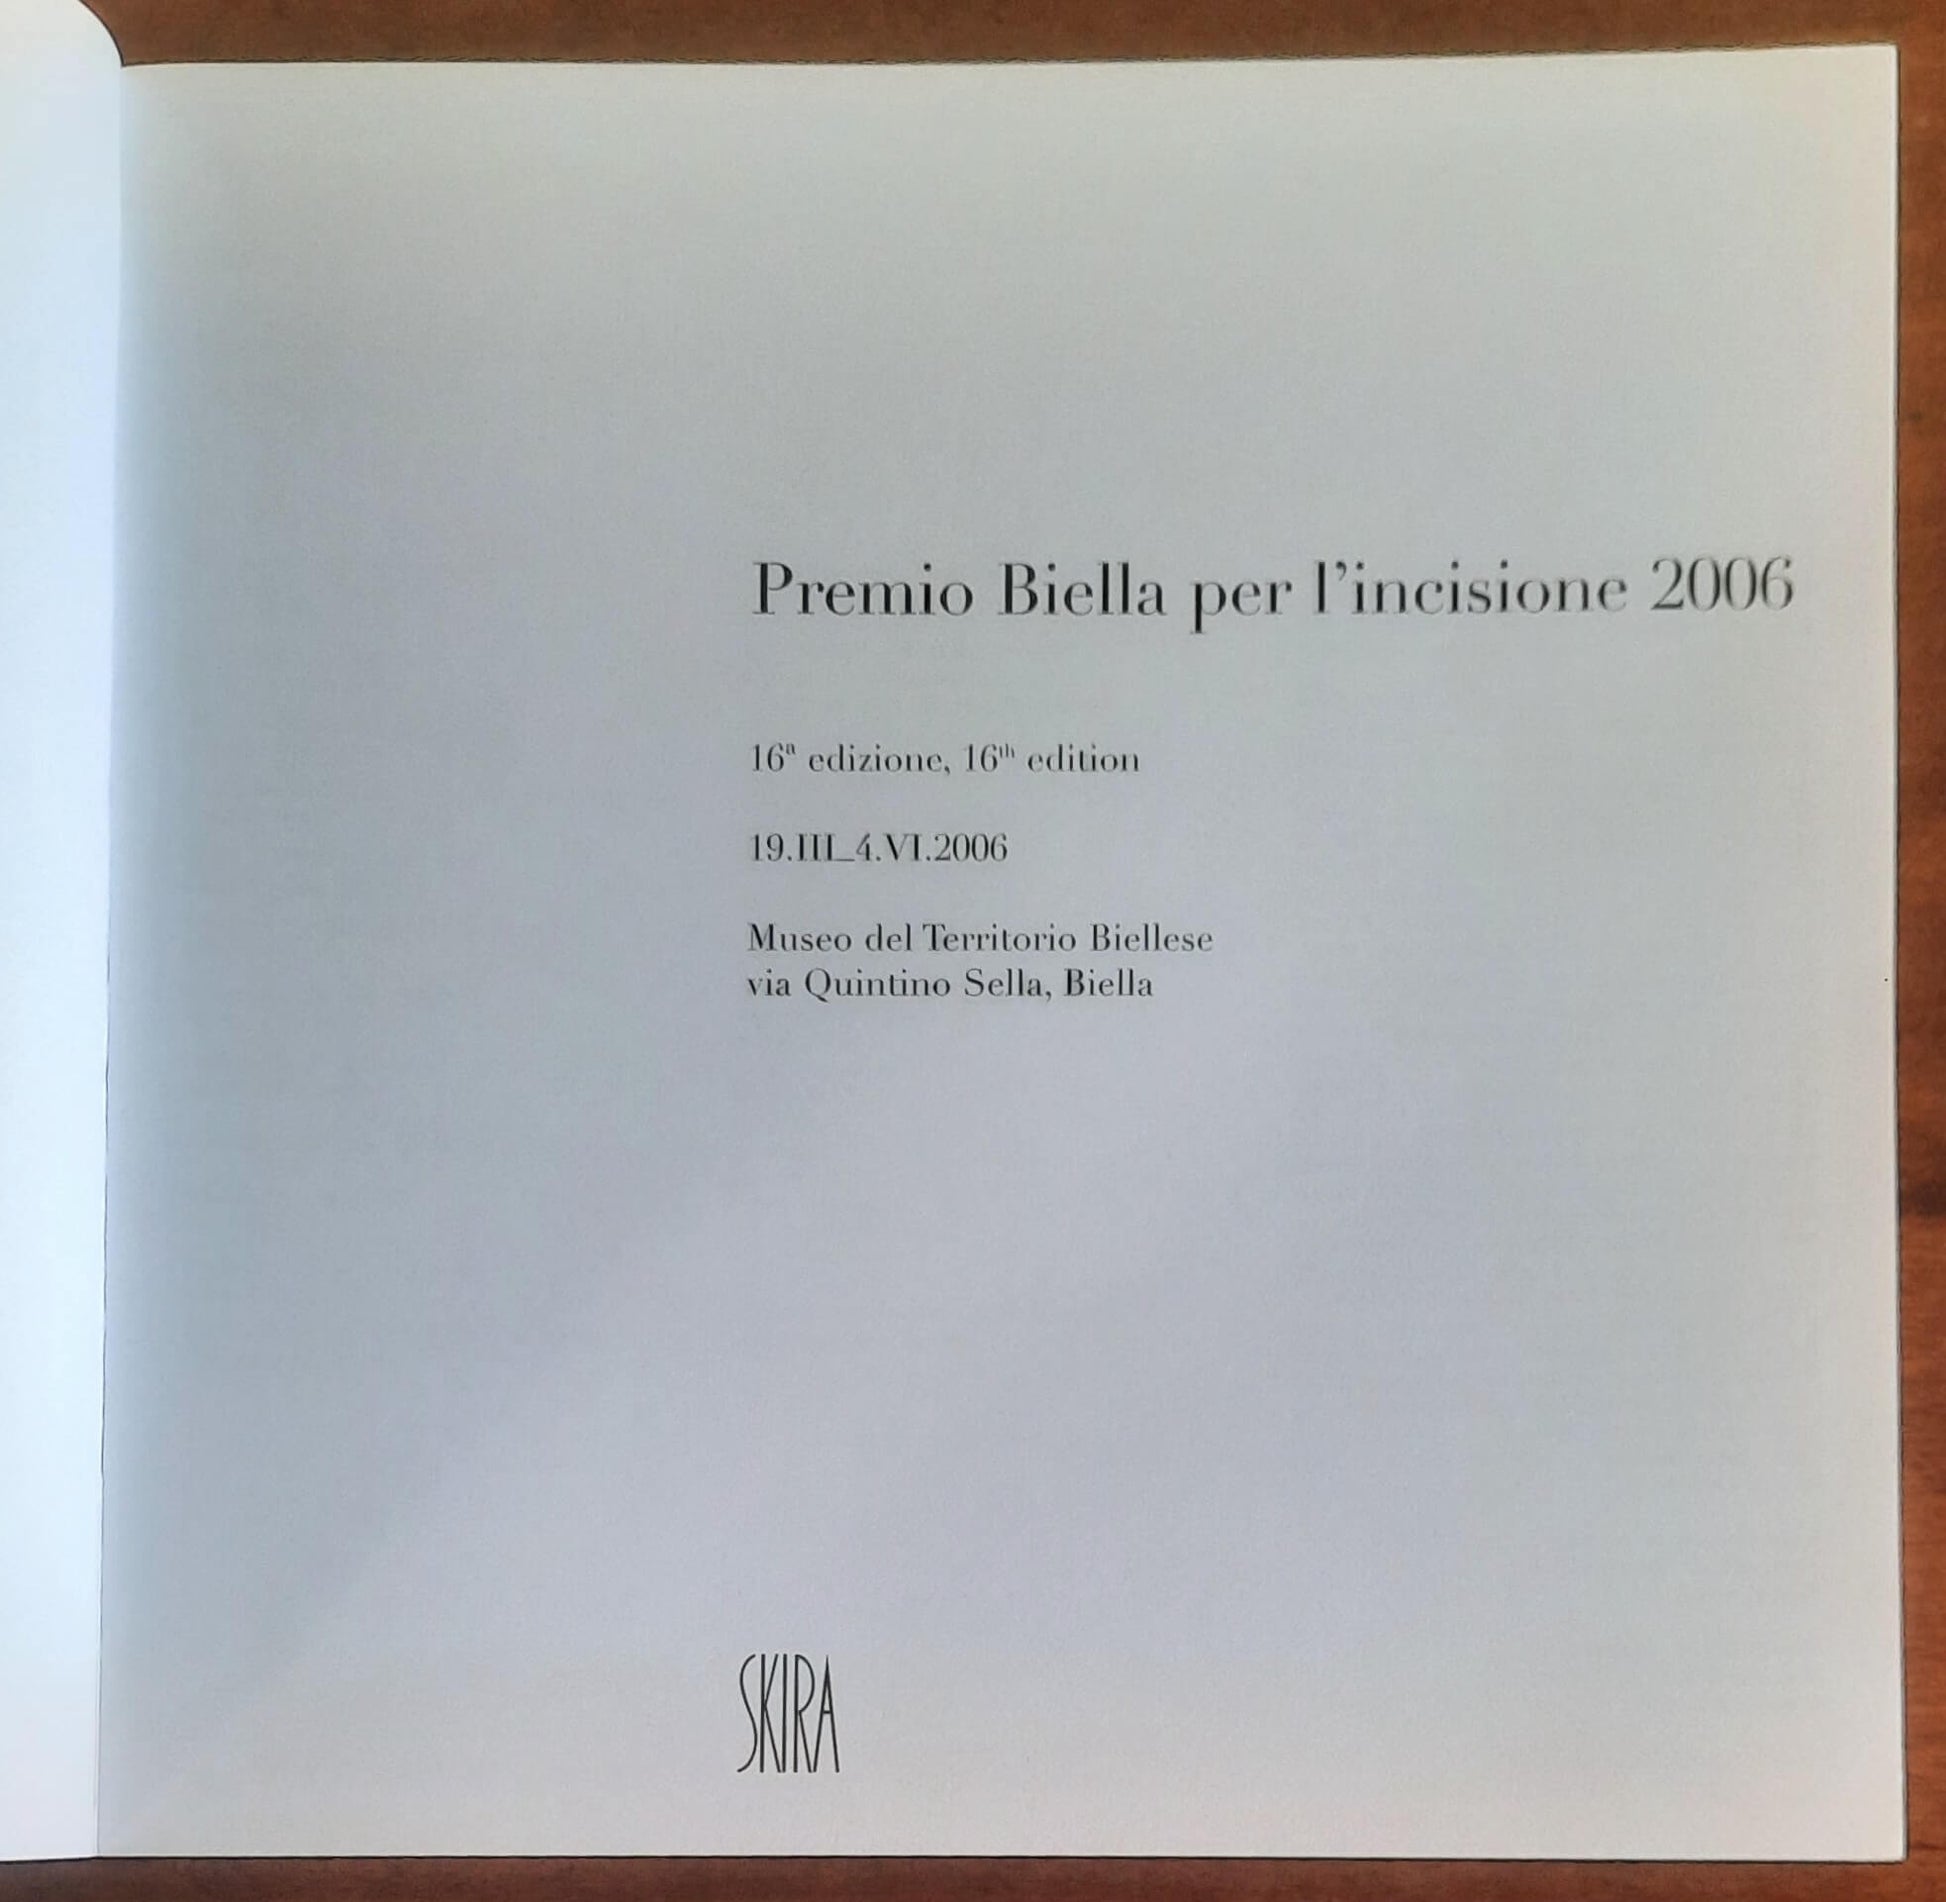 Premio Biella per l’incisione 2006
16ª edizione, 16th edition
19.III_4.VI.2006
Museo del Territorio Biellese
via Quintino Sella, Biella
SKIRA